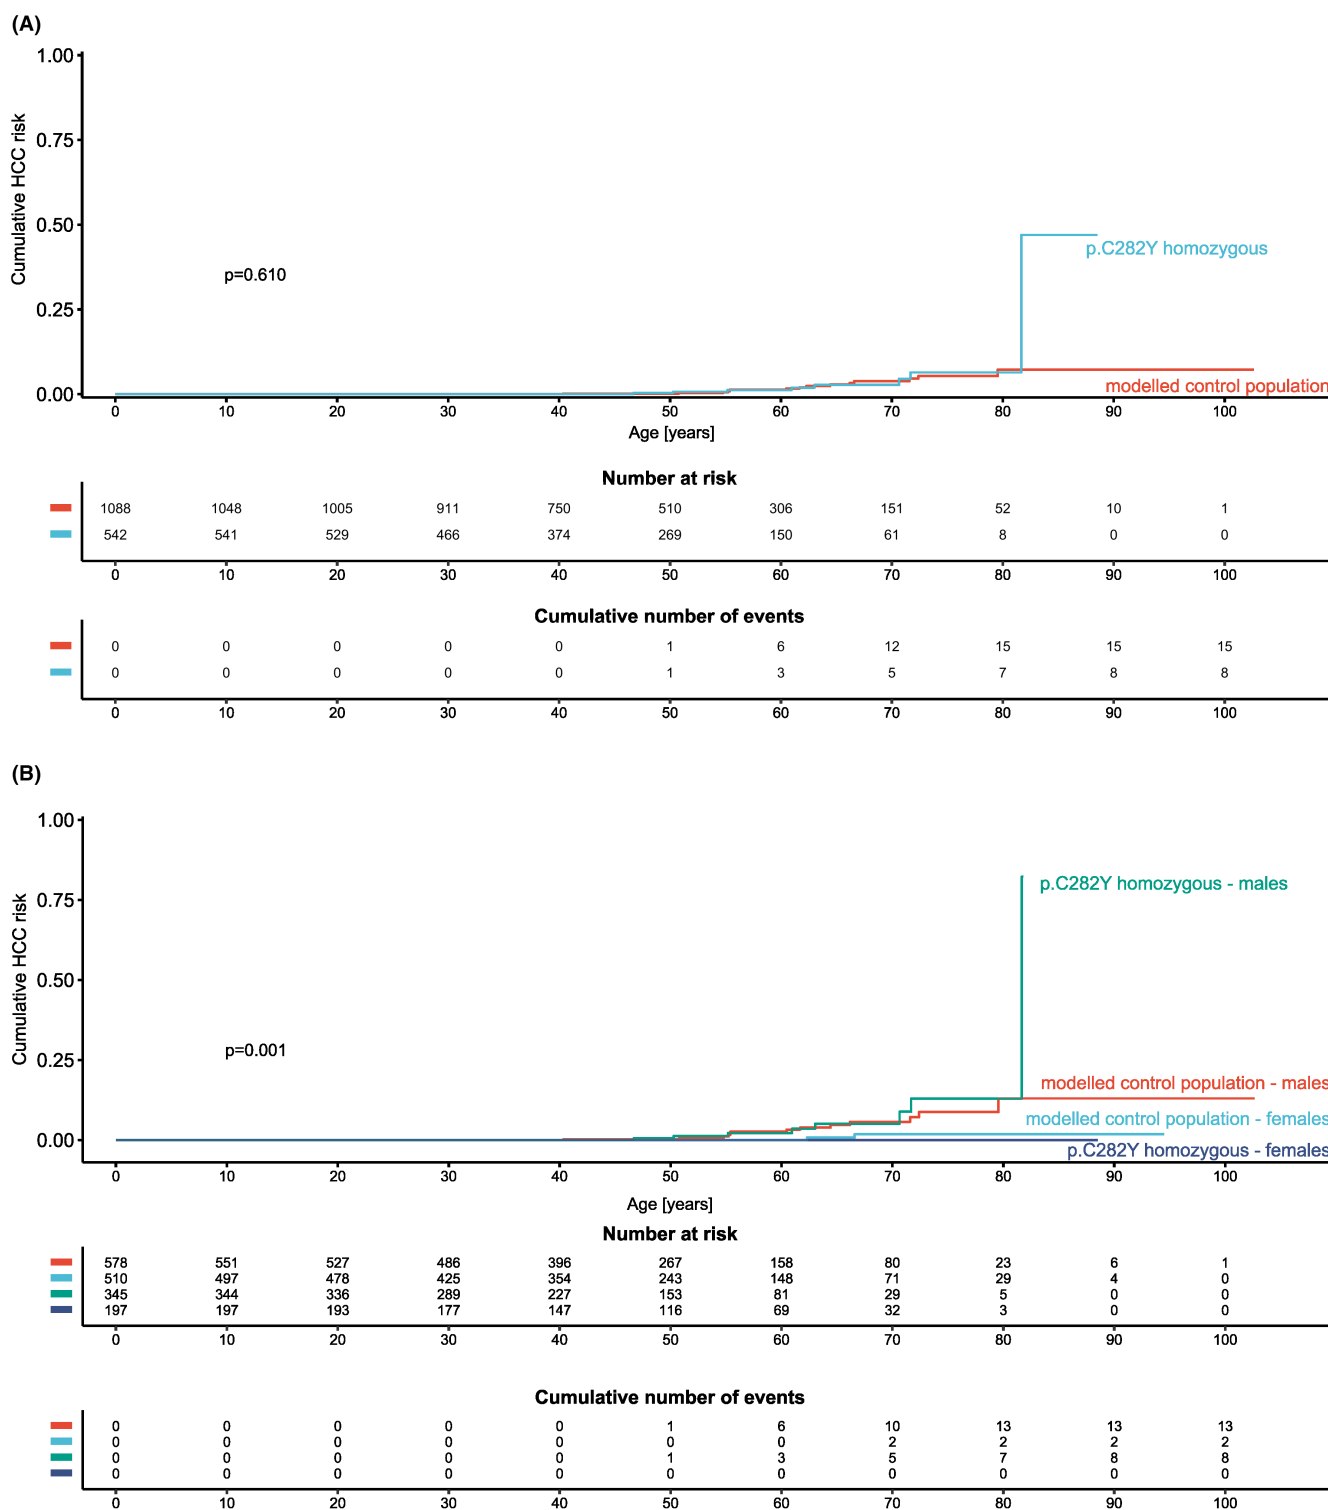 (A)
1.00
0.75
0.50
0.25
0.00
Cumulative HCC risk
p=0.610
p.C282Y homozygous
modelled control population
0 10 20 30 40 50 60 70 80 90 100
Age [years]
Number at risk
1088 1048 1005 911 750 510 306 151 52 10 1
542 541 529 466 374 269 150 61 8 0 0
0 10 20 30 40 50 60 70 80 90 100
Cumulative number of events
0 0 0 0 0 1 6 12 15 15 15
0 0 0 0 0 1 3 5 7 8 8
0 10 20 30 40 50 60 70 80 90 100
(B)
1.00
0.75
0.50
0.25
0.00
Cumulative HCC risk
p=0.001
p.C282Y homozygous - males
modelled control population - males
modelled control population - females
p.C282Y homozygous - females
0 10 20 30 40 50 60 70 80 90 100
Age [years]
Number at risk
578 551 527 486 396 267 158 80 23 6 1
510 497 478 425 354 243 148 71 29 4 0
345 344 336 289 227 153 81 29 5 0 0
197 197 193 177 147 116 69 32 3 0 0
0 10 20 30 40 50 60 70 80 90 100
Cumulative number of events
0 0 0 0 0 1 6 10 13 13 13
0 0 0 0 0 0 0 2 2 2 2
0 0 0 0 0 1 3 5 7 8 8
0 0 0 0 0 0 0 0 0 0 0
0 10 20 30 40 50 60 70 80 90 100